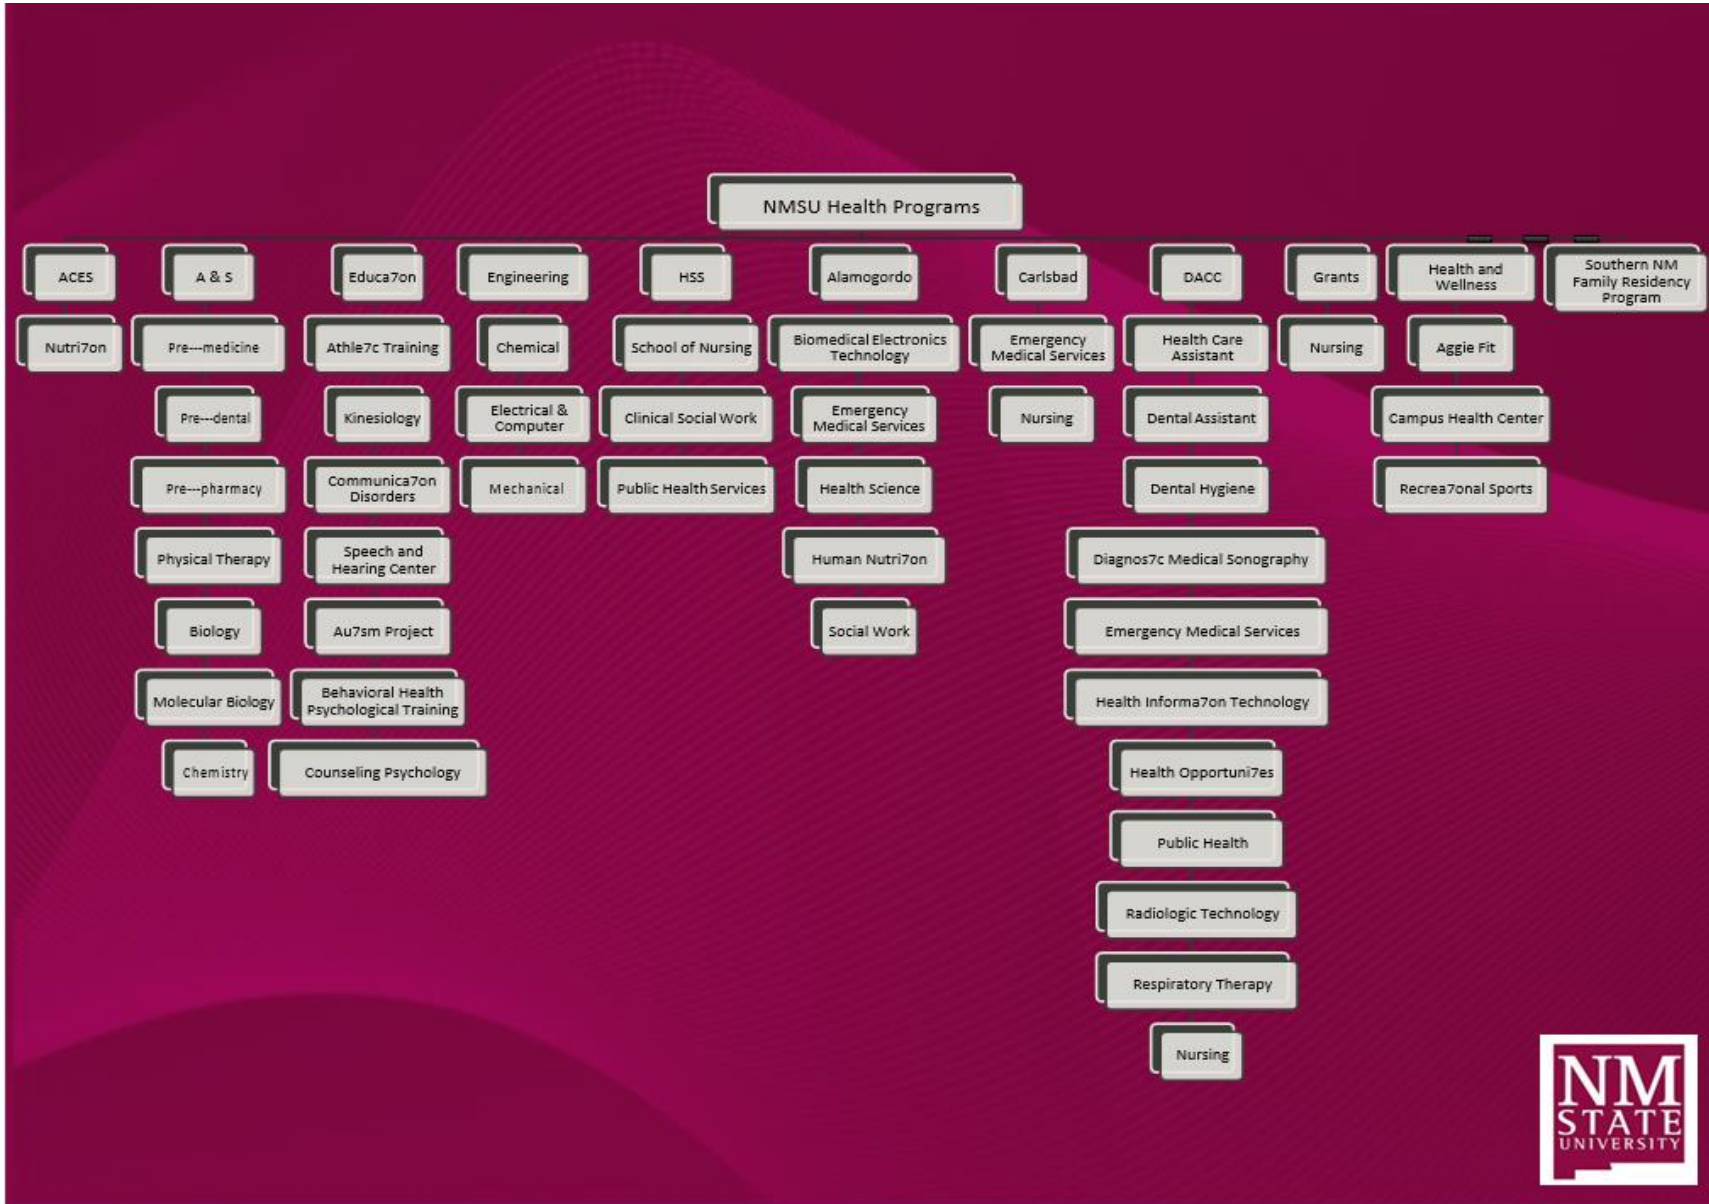 NMSU Health Programs
ACES
Nutri7on
A & S
Pre---medicine
Pre---dental
Pre---pharmacy
Physical Therapy
Biology
Molecular Biology
Chemistry
Educa7on
Athle7c Training
Kinesiology
Communica7on
Disorders
Speech and
Hearing Center
Au7sm Project
Behavioral Health
Psychological Training
Counseling Psychology
Engineering
Chemical
Electrical &
Computer
Mechanical
HSS
School of Nursing
Clinical Social Work
Public Health Services
Alamogordo
Biomedical Electronics
Technology
Emergency
Medical Services
Health Science
Human Nutri7on
Social Work
Carlsbad
Emergency
Medical Services
Nursing
DACC
Health Care
Assistant
Dental Assistant
Dental Hygiene
Diagnos7c Medical Sonography
Emergency Medical Services
Health Informa7on Technology
Health Opportuni7es
Public Health
Radiologic Technology
Respiratory Therapy
Nursing
Grants
Nursing
Health and
Wellness
Aggie Fit
Campus Health Center
Recrea7onal Sports
Southern NM
Family Residency
Program
NM
STATE
UNIVERSITY